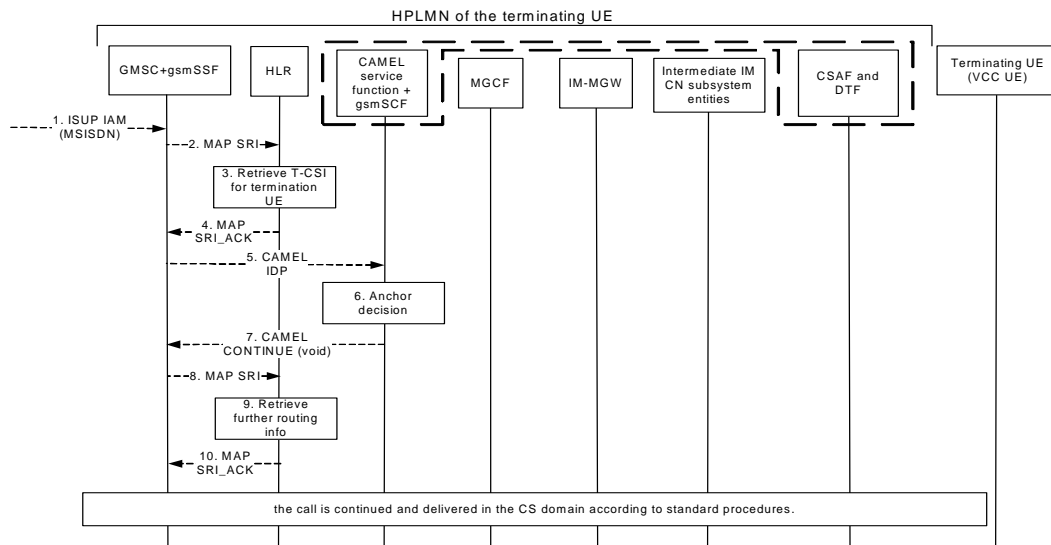 HPLMN of the terminating UE
GMSC+gsmSSF
HLR
CAMEL
service
function +
gsmSCF
MGCF
IM-MGW
Intermediate IM
CN subsystem
entities
CSAF and
DTF
Terminating UE
(VCC UE)
1. ISUP IAM
(MSISDN)
2. MAP SRI
3. Retrieve T-CSI
for termination
UE
4. MAP
SRI_ACK
5. CAMEL
IDP
6. Anchor
decision
7. CAMEL
CONTINUE (void)
8. MAP SRI
9. Retrieve
further routing
info
10. MAP
SRI_ACK
the call is continued and delivered in the CS domain according to standard procedures.